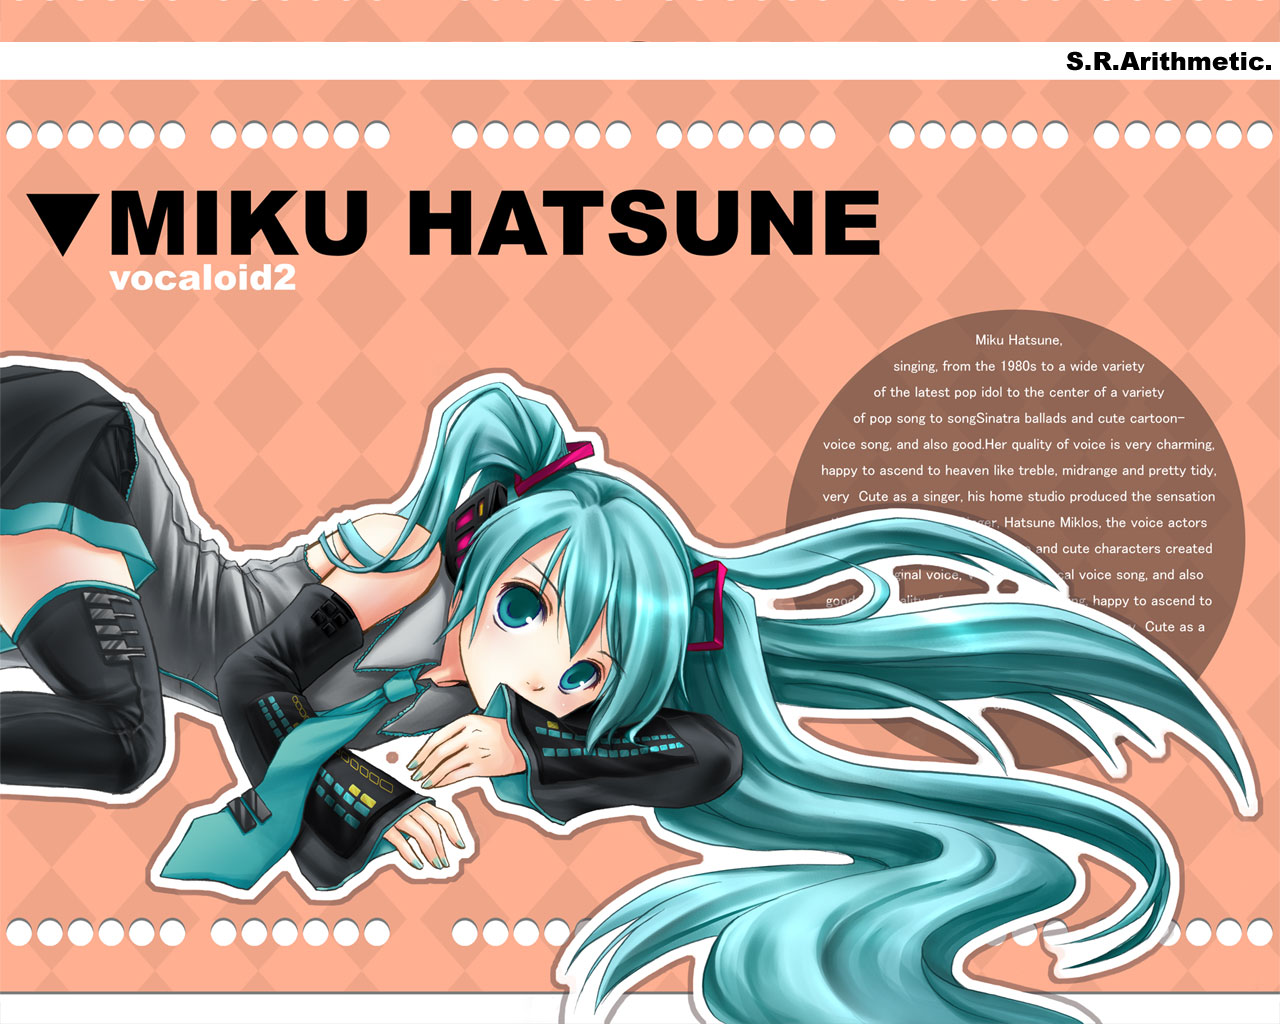 S.R.Arithmetic.
▼MIKU HATSUNE
vocaloid2
Miku Hatsune,
singing, from the 1980s to a wide variety
of the latest pop idol to the center of a variety
of pop song to songSinatra ballads and cute cartoon-
voice song, and also good.Her quality of voice is very charming,
happy to ascend to heaven like treble, midrange and pretty tidy,
very Cute as a singer, his home studio produced the sensation
Hatsune Miklos, the voice actors
and cute characters created
voice, voice song, and also
happy to ascend to
Cute as a